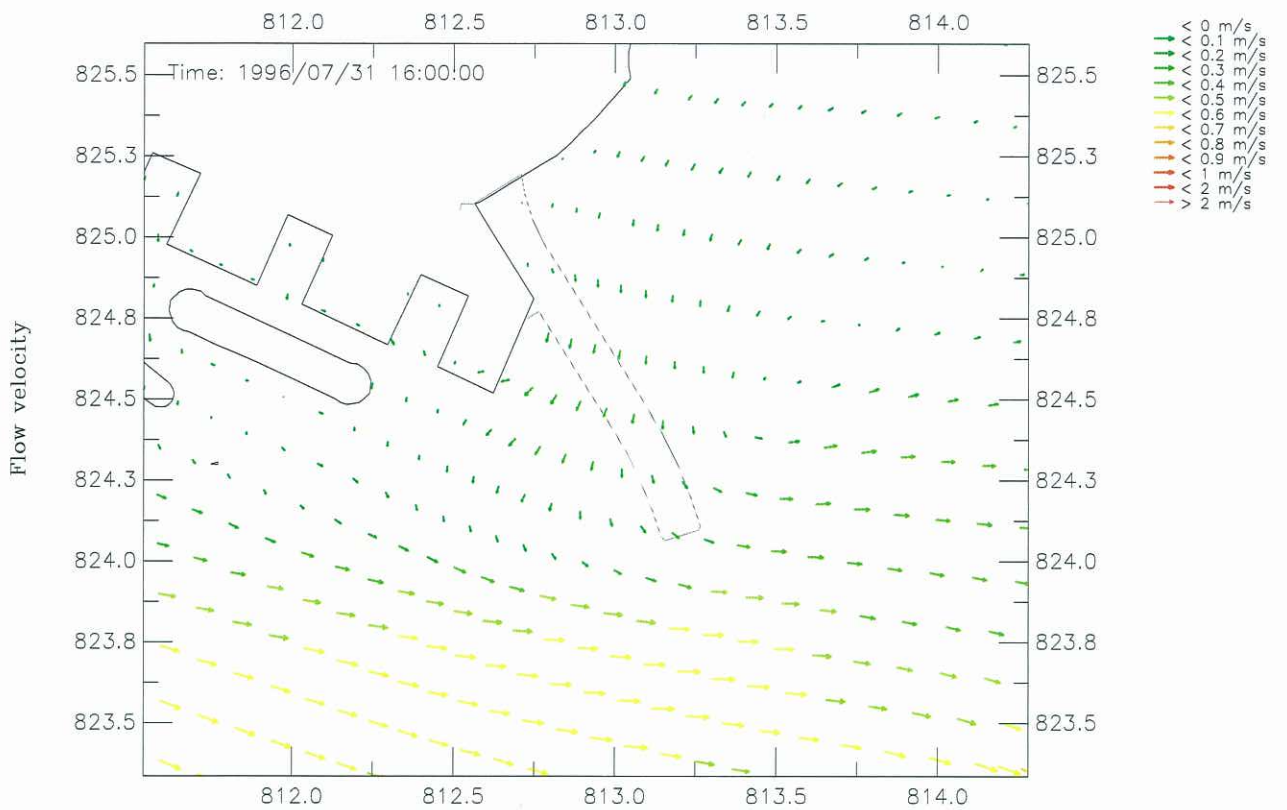 812.0 812.5 813.0 813.5 814.0
Time: 1996/07/31 16:00:00
825.5 825.5
825.3 825.3
825.0 825.0
824.8 824.8
824.5 824.5
824.3 824.3
824.0 824.0
823.8 823.8
823.5 823.5
812.0 812.5 813.0 813.5 814.0
Flow velocity
< 0 m/s
< 0.1 m/s
< 0.2 m/s
< 0.3 m/s
< 0.4 m/s
< 0.5 m/s
< 0.6 m/s
< 0.7 m/s
< 0.8 m/s
< 0.9 m/s
< 1 m/s
< 2 m/s
> 2 m/s